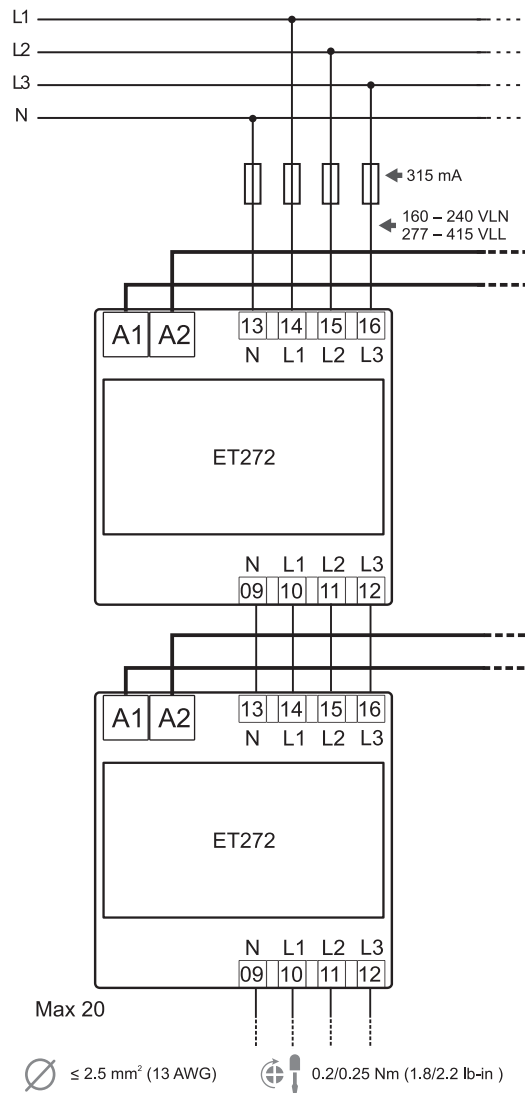 L1
L2
L3
N
315 mA
160 – 240 VLN
277 – 415 VLL
A1 A2 13 14 15 16
N L1 L2 L3
ET272
N L1 L2 L3
09 10 11 12
A1 A2 13 14 15 16
N L1 L2 L3
ET272
N L1 L2 L3
09 10 11 12
Max 20
≤ 2.5 mm² (13 AWG) 0.2/0.25 Nm (1.8/2.2 lb-in )